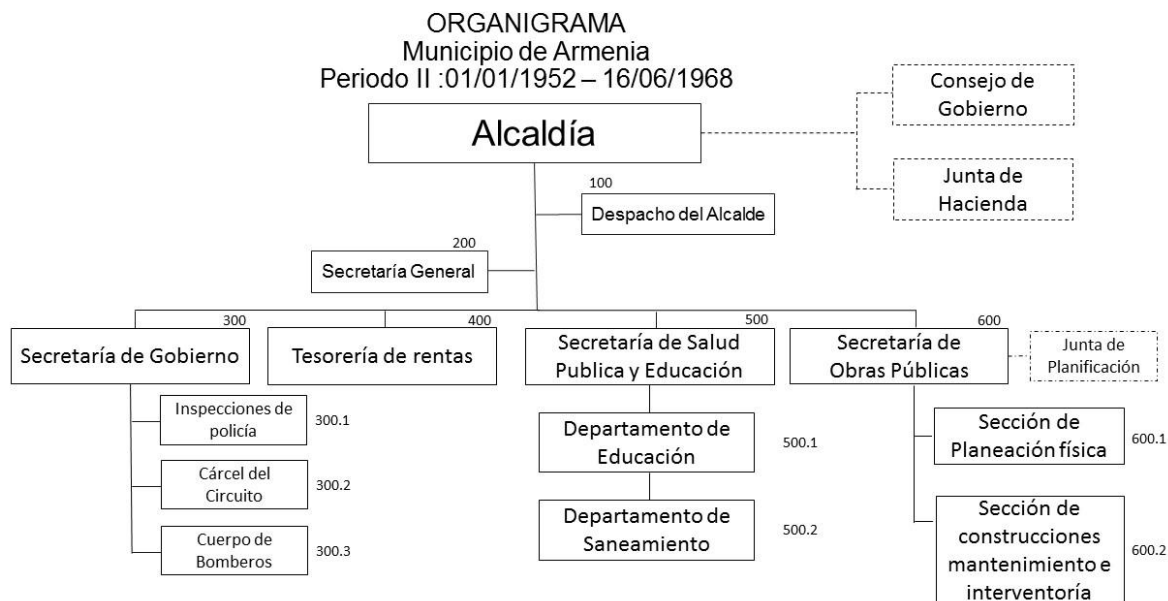 ORGANIGRAMA
Municipio de Armenia
Periodo II :01/01/1952 – 16/06/1968
Alcaldía
Consejo de
Gobierno
Junta de
Hacienda
100
Despacho del Alcalde
200
Secretaría General
300
Secretaría de Gobierno
400
Tesorería de rentas
500
Secretaría de Salud
Publica y Educación
600
Secretaría de
Obras Públicas
Junta de
Planificación
Inspecciones de
policía
300.1
Cárcel del
Circuito
300.2
Cuerpo de
Bomberos
300.3
Departamento de
Educación
500.1
Departamento de
Saneamiento
500.2
Sección de
Planeación física
600.1
Sección de
construcciones
mantenimiento e
interventoría
600.2